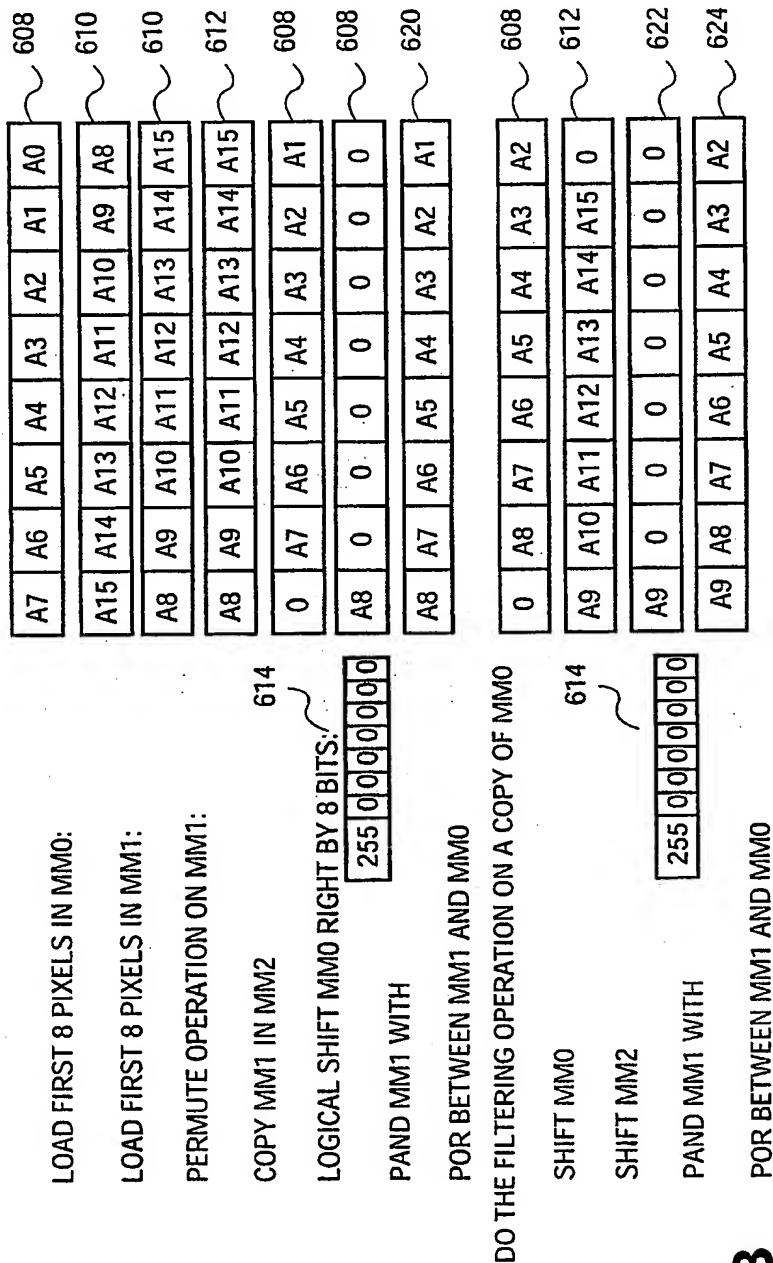 LOAD FIRST 8 PIXELS IN MM0: A7 A6 A5 A4 A3 A2 A1 A0 608
LOAD FIRST 8 PIXELS IN MM1: A15 A14 A13 A12 A11 A10 A9 A8 610
PERMUTE OPERATION ON MM1: A8 A9 A10 A11 A12 A13 A14 A15 610
COPY MM1 IN MM2 A8 A9 A10 A11 A12 A13 A14 A15 612
614
LOGICAL SHIFT MM0 RIGHT BY 8 BITS: 0 A7 A6 A5 A4 A3 A2 A1 608
PAND MM1 WITH 255 0 0 0 0 0 0 0 A8 0 0 0 0 0 0 0 608
POR BETWEEN MM1 AND MM0 A8 A7 A6 A5 A4 A3 A2 A1 620
DO THE FILTERING OPERATION ON A COPY OF MM0
SHIFT MM0 0 A8 A7 A6 A5 A4 A3 A2 608
614
SHIFT MM2 A9 A10 A11 A12 A13 A14 A15 0 612
PAND MM1 WITH 255 0 0 0 0 0 0 0 A9 0 0 0 0 0 0 0 622
POR BETWEEN MM1 AND MM0 A9 A8 A7 A6 A5 A4 A3 A2 624